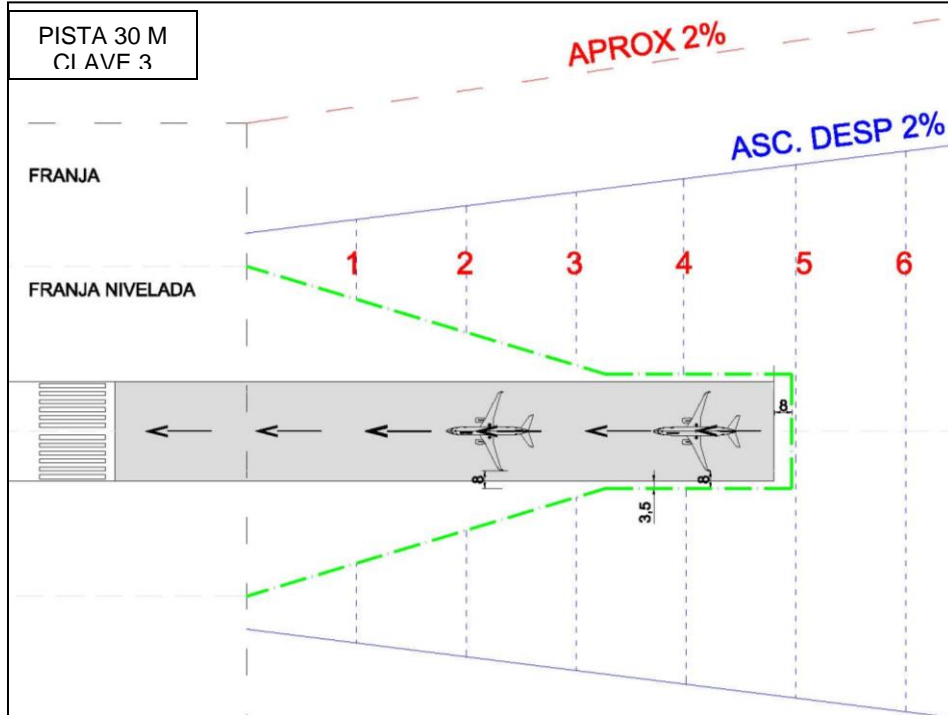 PISTA 30 M
CLAVE 3
APROX 2%
ASC. DESP 2%
FRANJA
1 2 3 4 5 6
FRANJA NIVELADA
8
8 8
3,5